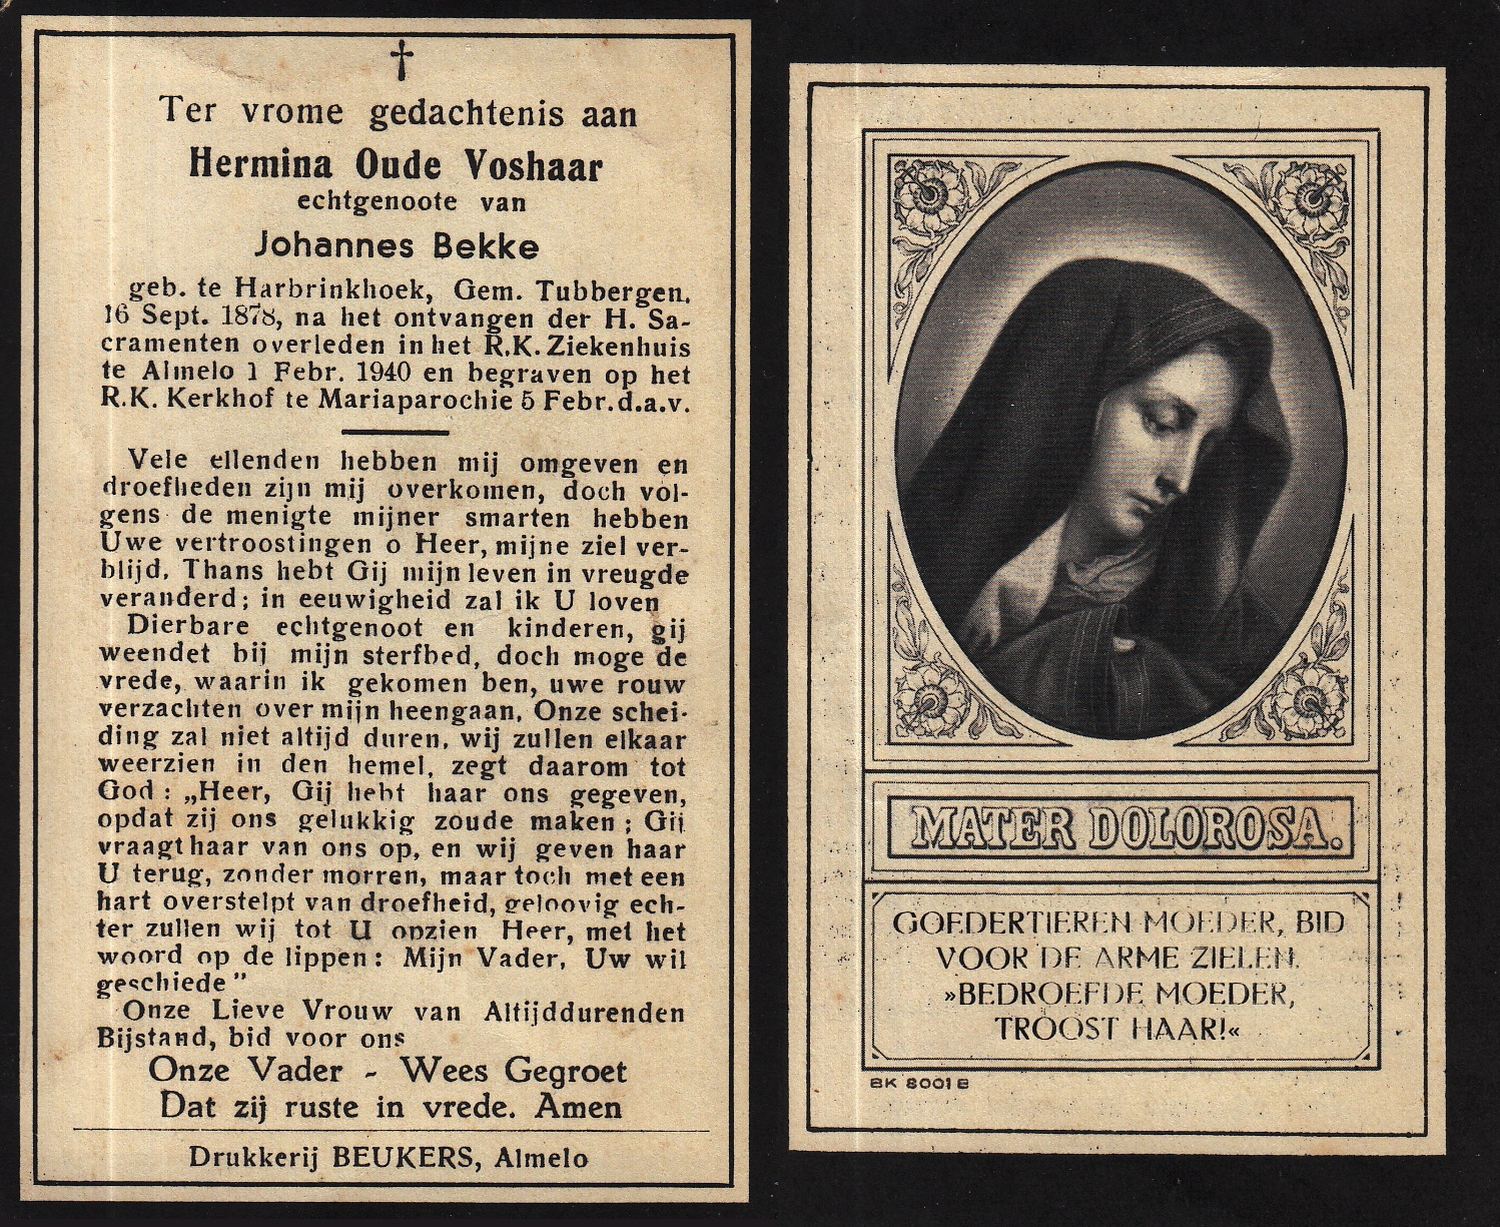 Ter vrome gedachtenis aan
Hermina Oude Voshaar
echtgenoote van
Johannes Bekke
geb. te Harbrinkhoek, Gem. Tubbergen.
16 Sept. 1878, na het ontvangen der H. Sa-
cramenten overleden in het R.K. Ziekenhuis
te Almelo 1 Febr. 1940 en begraven op het
R.K. Kerkhof te Mariaparochie 5 Febr. d.a.v.
Vele ellenden hebben mij omgeven en
droefheden zijn mij overkomen, doch vol-
gens de menigte mijner smarten hebben
Uwe vertroostingen o Heer, mijne ziel ver-
blijd. Thans hebt Gij mijn leven in vreugde
veranderd; in eeuwigheid zal ik U loven
Dierbare echtgenoot en kinderen, gij
weendet bij mijn sterfbed, doch moge de
vrede, waarin ik gekomen ben, uwe rouw
verzachten over mijn heengaan. Onze schei-
ding zal niet altijd duren, wij zullen elkaar
weerzien in den hemel, zegt daarom tot
God: „Heer, Gij hebt haar ons gegeven,
opdat zij ons gelukkig zoude maken; Gij
vraagt haar van ons op, en wij geven haar
U terug, zonder morren, maar toch met een
hart overstelpt van droefheid, geloovig ech-
ter zullen wij tot U opzien Heer, met het
woord op de lippen: Mijn Vader, Uw wil
geschiede"
Onze Lieve Vrouw van Altijddurenden
Bijstand, bid voor ons
Onze Vader - Wees Gegroet
Dat zij ruste in vrede. Amen
Drukkerij BEUKERS, Almelo
MATER DOLOROSA.
GOEDERTIEREN MOEDER, BID
VOOR DE ARME ZIELEN.
»BEDROEFDE MOEDER,
TROOST HAAR!«
BK 8001 B